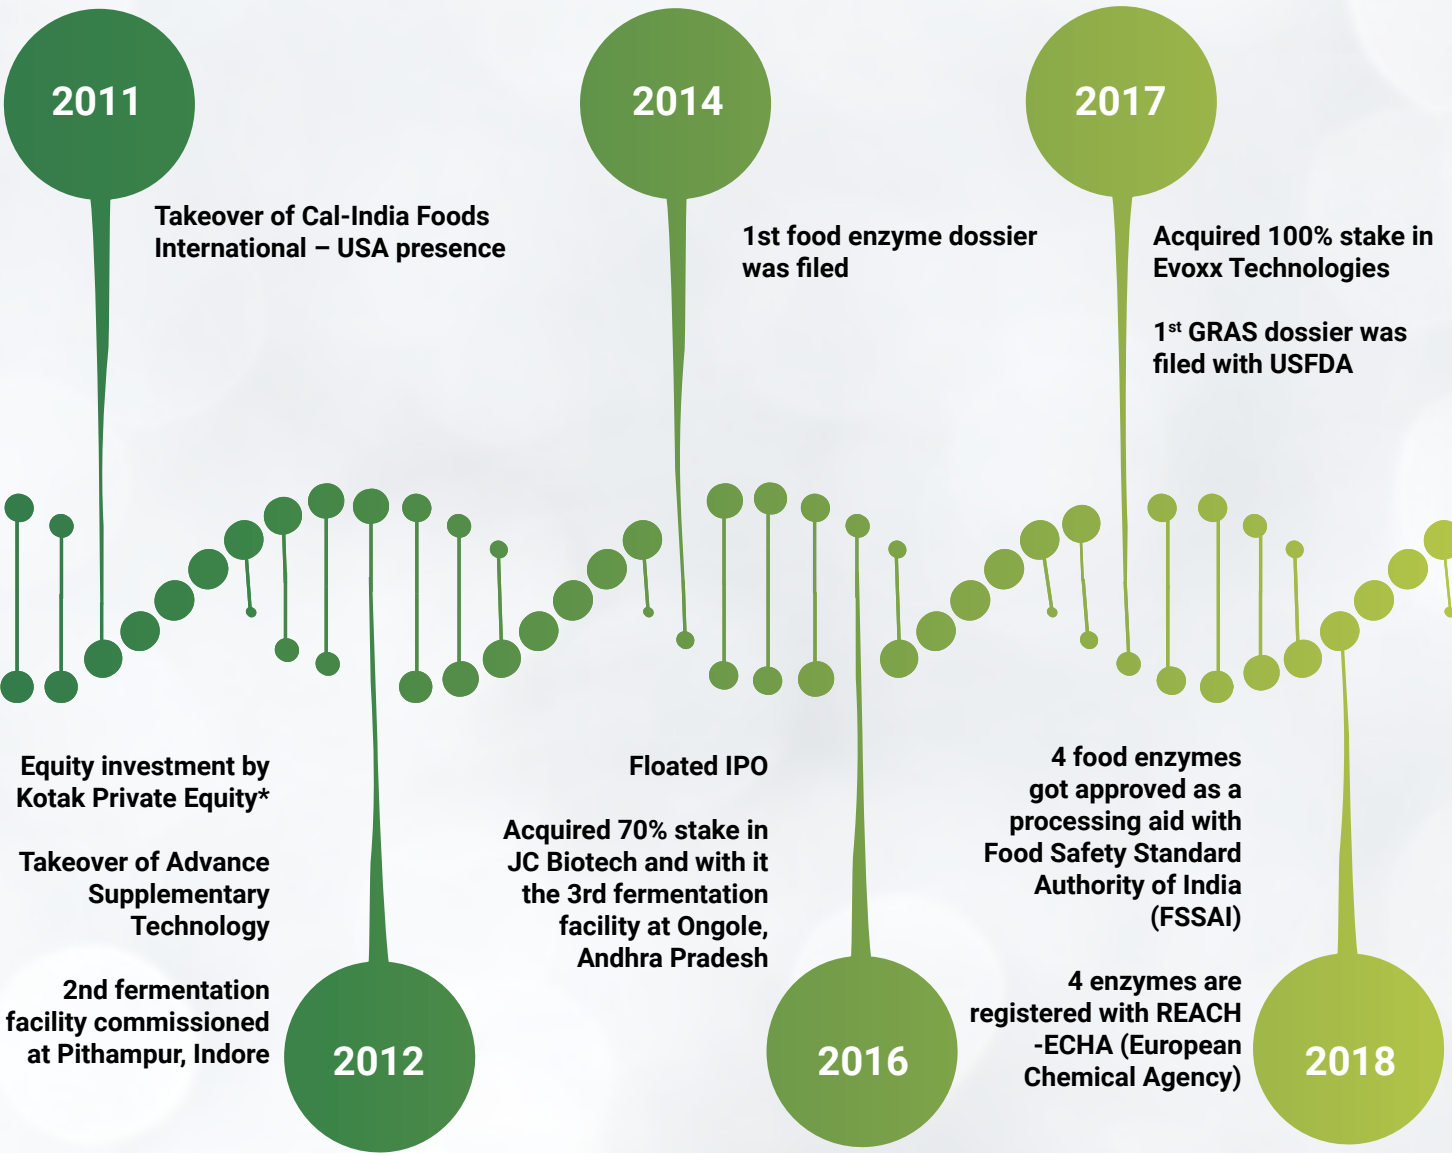 2011
Takeover of Cal-India Foods
International – USA presence
2014
1st food enzyme dossier
was filed
2017
Acquired 100% stake in
Evoxx Technologies
1st GRAS dossier was
filed with USFDA
Equity investment by
Kotak Private Equity*
Takeover of Advance
Supplementary
Technology
2nd fermentation
facility commissioned
at Pithampur, Indore
2012
Floated IPO
Acquired 70% stake in
JC Biotech and with it
the 3rd fermentation
facility at Ongole,
Andhra Pradesh
2016
4 food enzymes
got approved as a
processing aid with
Food Safety Standard
Authority of India
(FSSAI)
4 enzymes are
registered with REACH
-ECHA (European
Chemical Agency)
2018